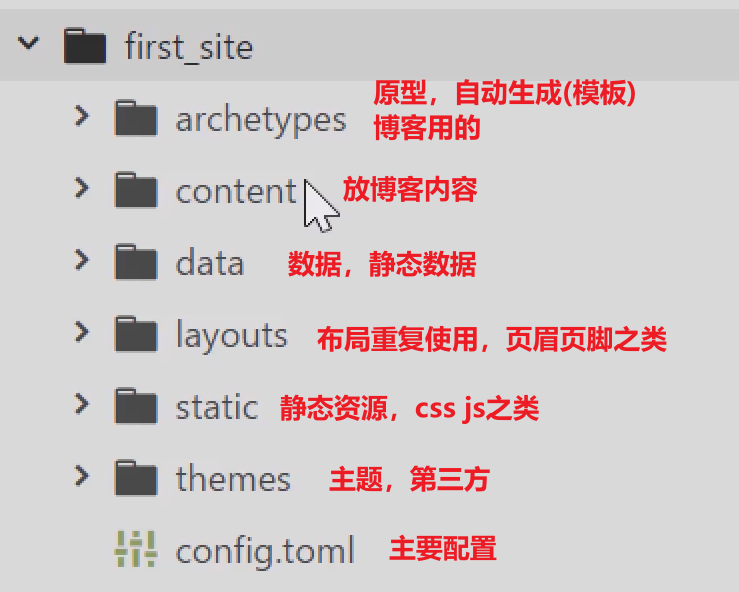 first_site
archetypes 原型，自动生成(模板)
博客用的
content 放博客内容
data 数据，静态数据
layouts 布局重复使用，页眉页脚之类
static 静态资源，css js之类
themes 主题，第三方
config.toml 主要配置